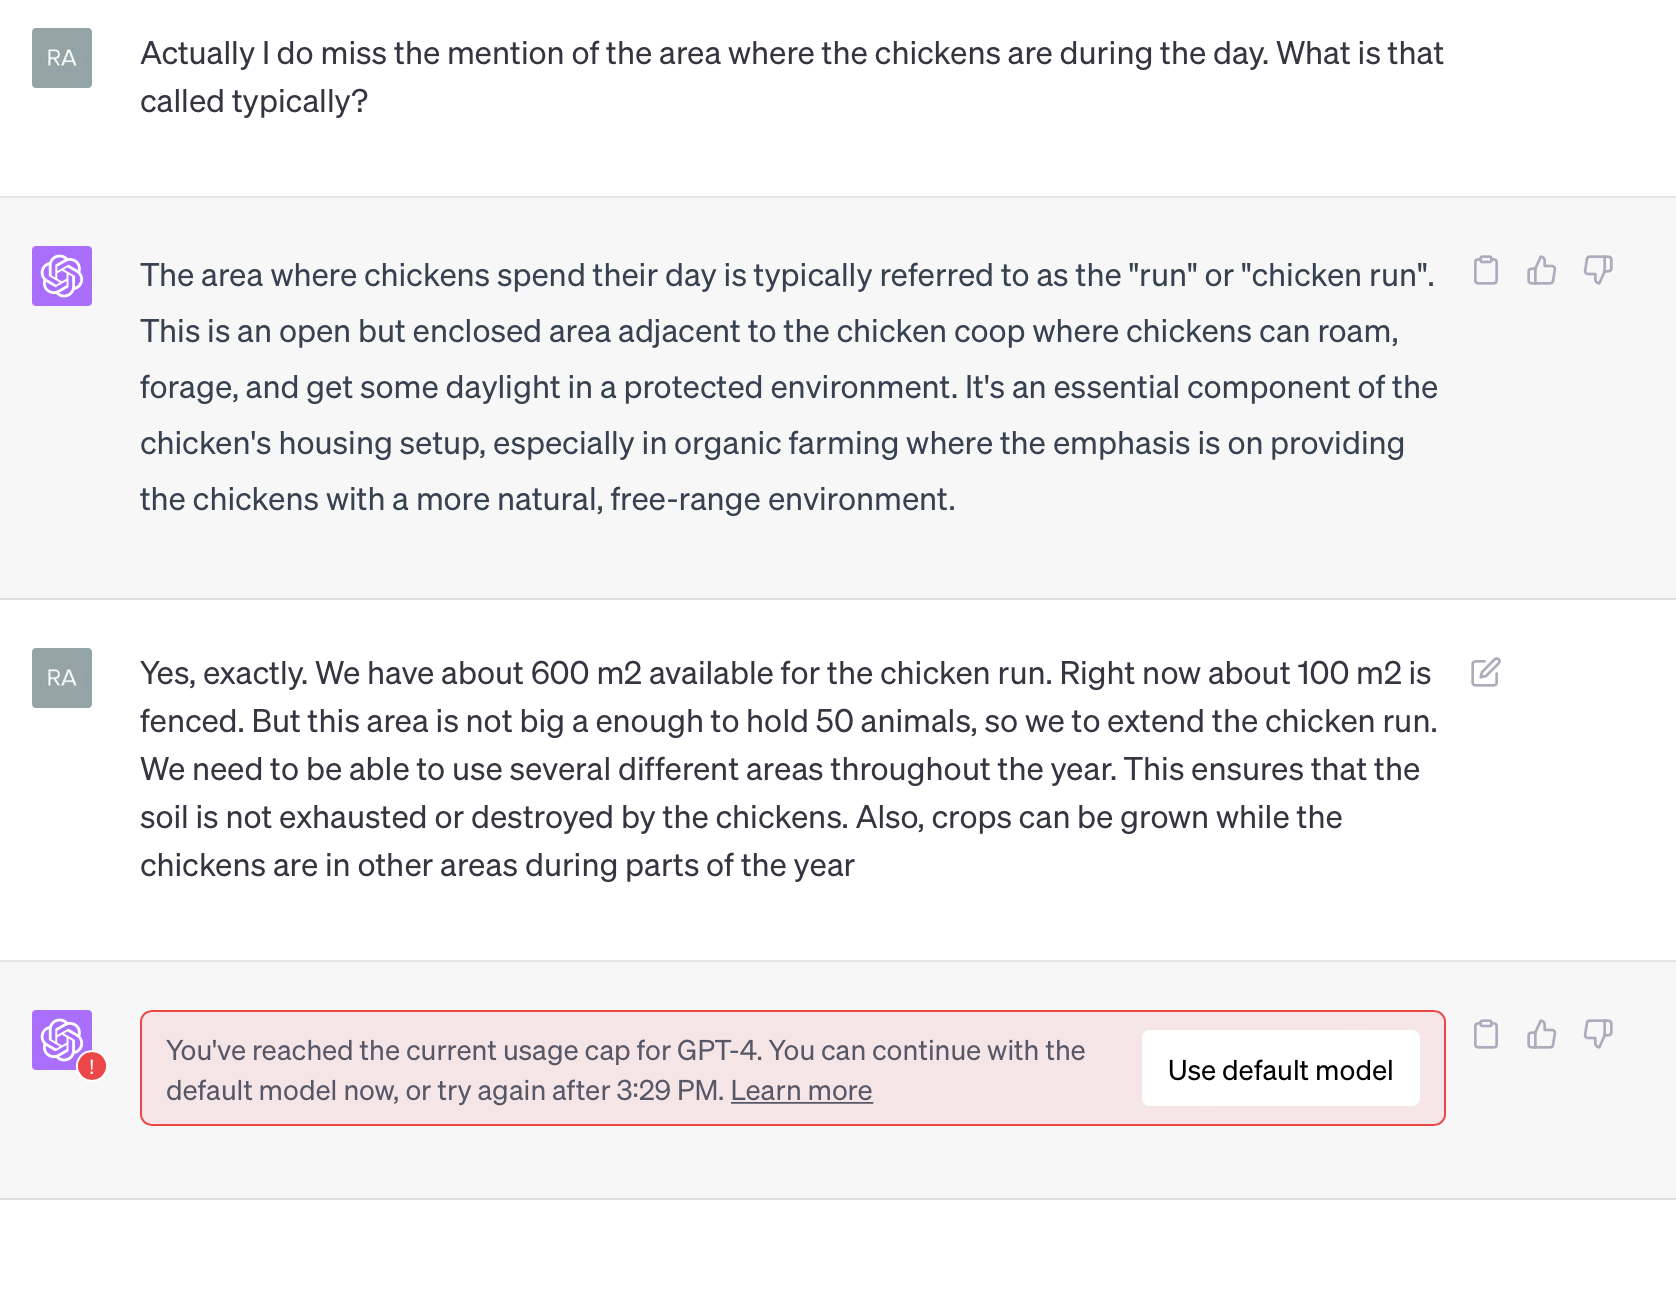 RA
Actually I do miss the mention of the area where the chickens are during the day. What is that
called typically?
The area where chickens spend their day is typically referred to as the "run" or "chicken run".
This is an open but enclosed area adjacent to the chicken coop where chickens can roam,
forage, and get some daylight in a protected environment. It's an essential component of the
chicken's housing setup, especially in organic farming where the emphasis is on providing
the chickens with a more natural, free-range environment.
RA
Yes, exactly. We have about 600 m2 available for the chicken run. Right now about 100 m2 is
fenced. But this area is not big a enough to hold 50 animals, so we to extend the chicken run.
We need to be able to use several different areas throughout the year. This ensures that the
soil is not exhausted or destroyed by the chickens. Also, crops can be grown while the
chickens are in other areas during parts of the year
!
You've reached the current usage cap for GPT-4. You can continue with the
default model now, or try again after 3:29 PM. Learn more
Use default model